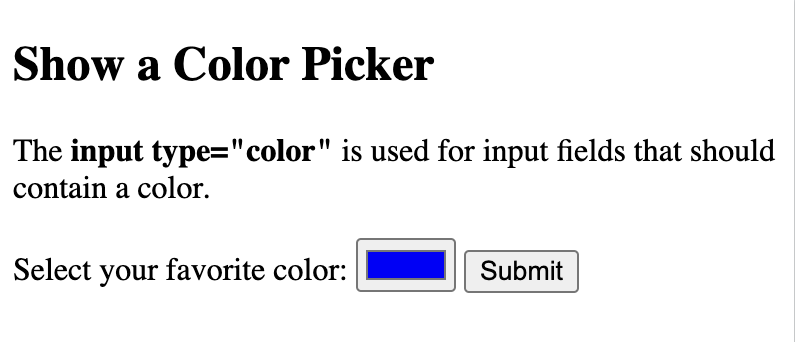 Show a Color Picker
The input type="color" is used for input fields that should
contain a color.
Select your favorite color: Submit